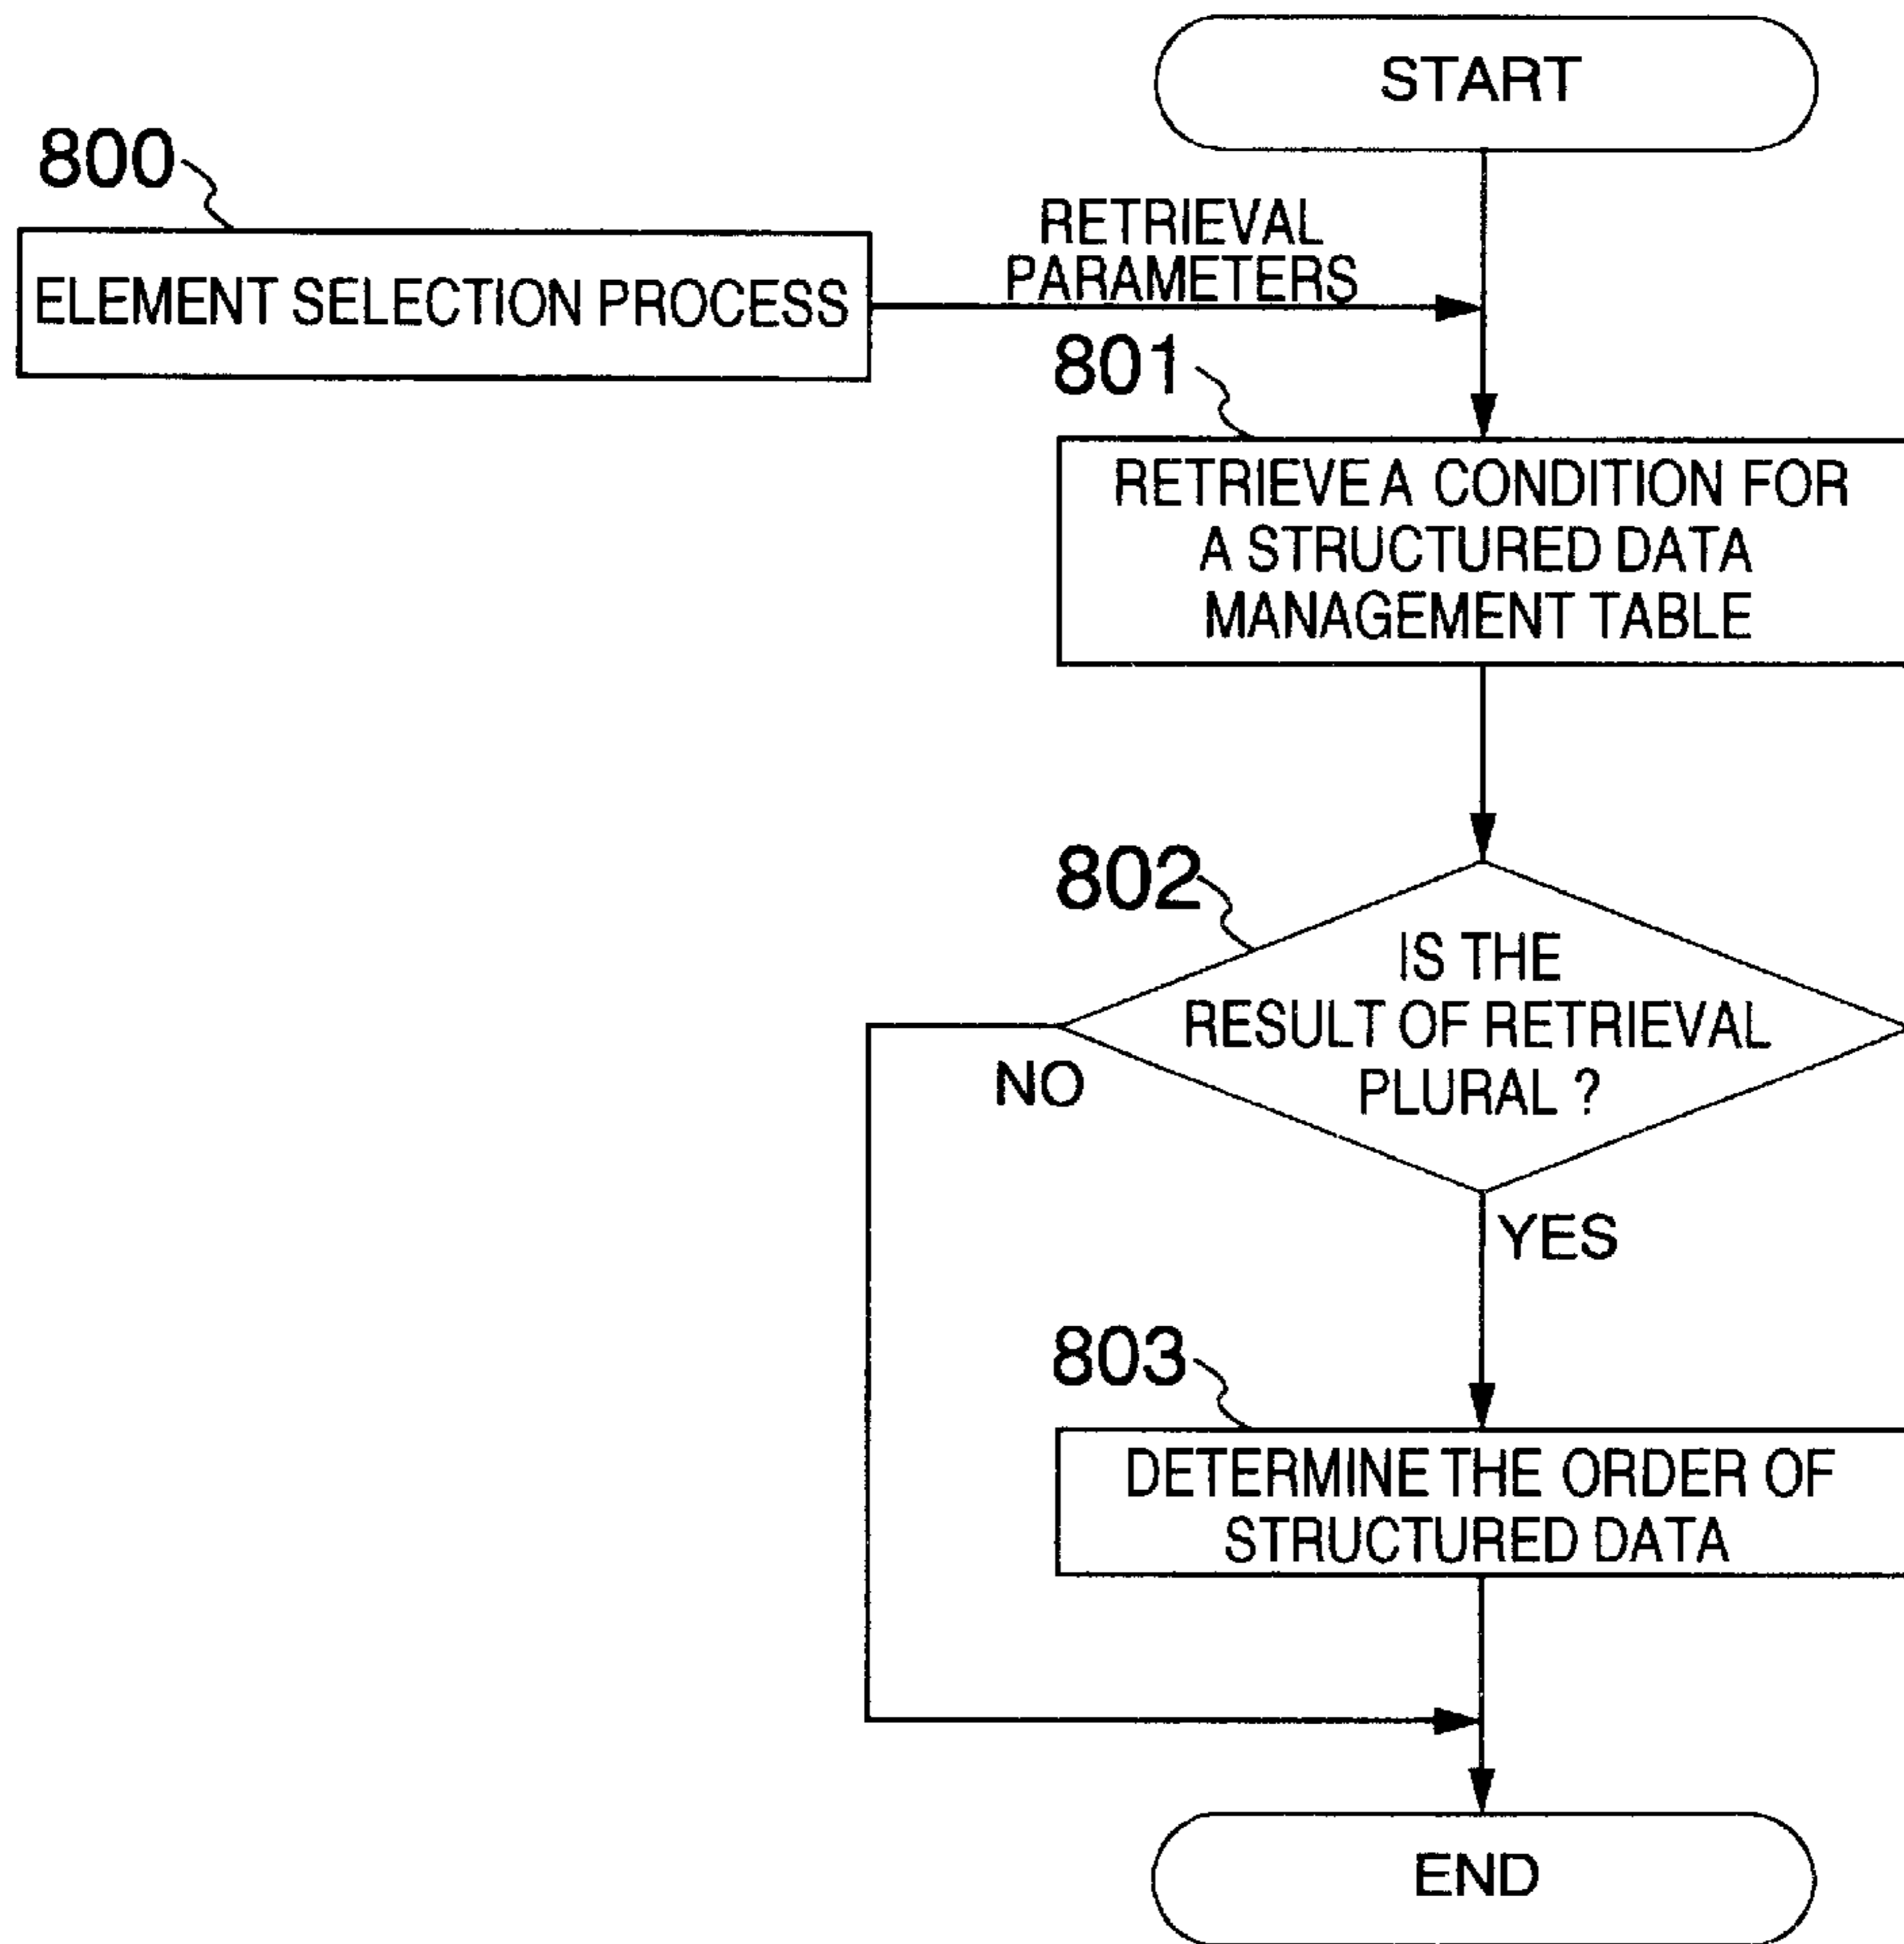 START
800
ELEMENT SELECTION PROCESS
RETRIEVAL
PARAMETERS
801
RETRIEVE A CONDITION FOR
A STRUCTURED DATA
MANAGEMENT TABLE
802
IS THE
RESULT OF RETRIEVAL
PLURAL ?
NO
YES
803
DETERMINE THE ORDER OF
STRUCTURED DATA
END